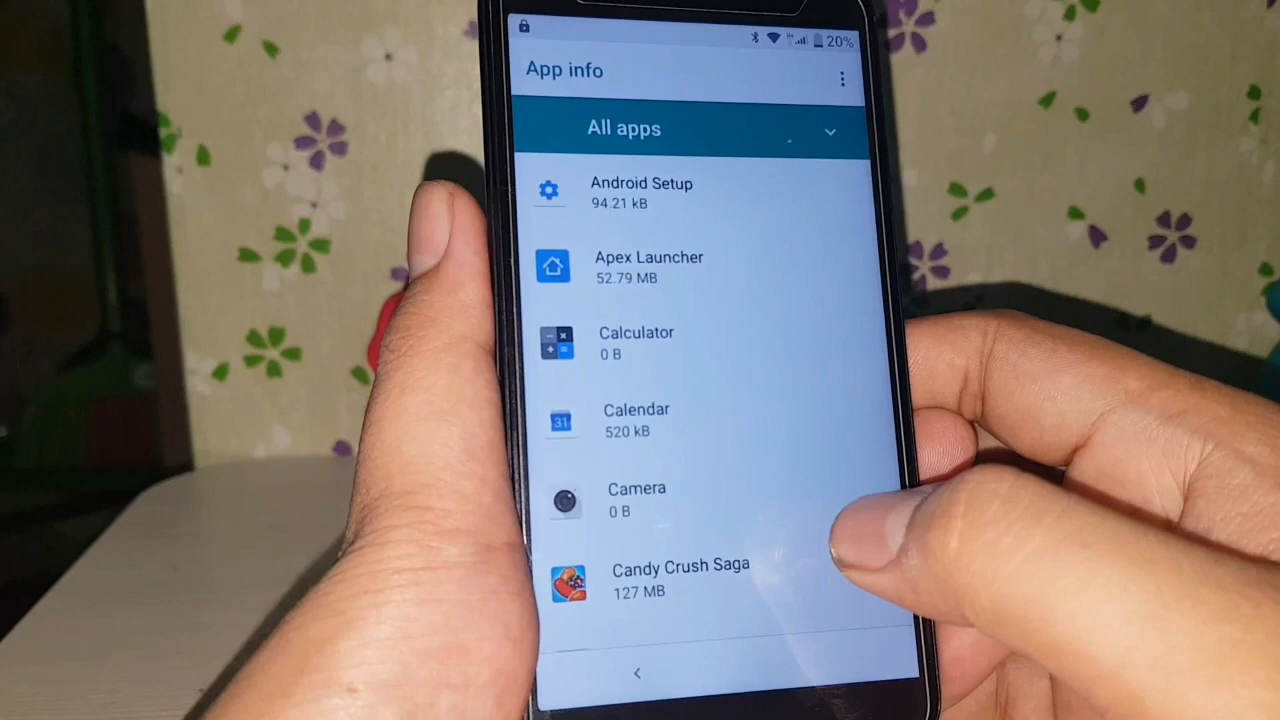 20%
App info
All apps
Android Setup
94.21 kB
Apex Launcher
52.79 MB
Calculator
0 B
31
Calendar
520 kB
Camera
0 B
Candy Crush Saga
127 MB